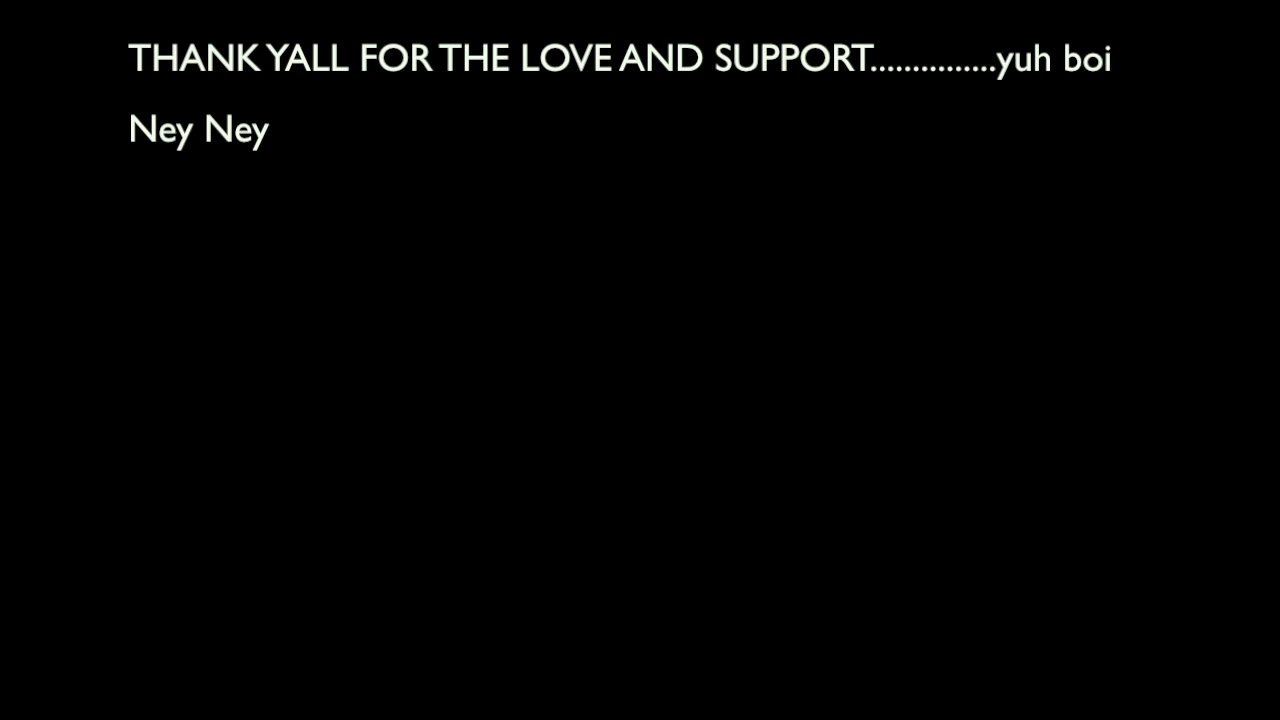 THANK YALL FOR THE LOVE AND SUPPORT...............yuh boi
Ney Ney